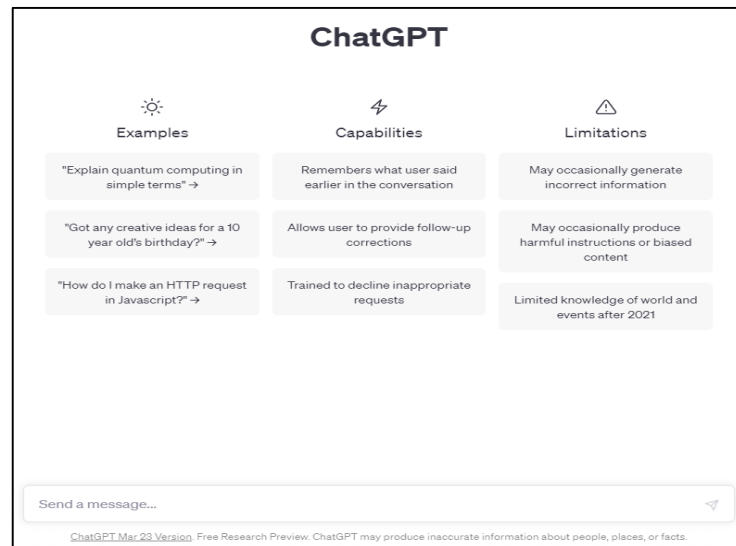 ChatGPT
Examples
"Explain quantum computing in
simple terms" →
"Got any creative ideas for a 10
year old's birthday?" →
"How do I make an HTTP request
in Javascript?" →
Capabilities
Remembers what user said
earlier in the conversation
Allows user to provide follow-up
corrections
Trained to decline inappropriate
requests
Limitations
May occasionally generate
incorrect information
May occasionally produce
harmful instructions or biased
content
Limited knowledge of world and
events after 2021
Send a message...
ChatGPT Mar 23 Version. Free Research Preview. ChatGPT may produce inaccurate information about people, places, or facts.